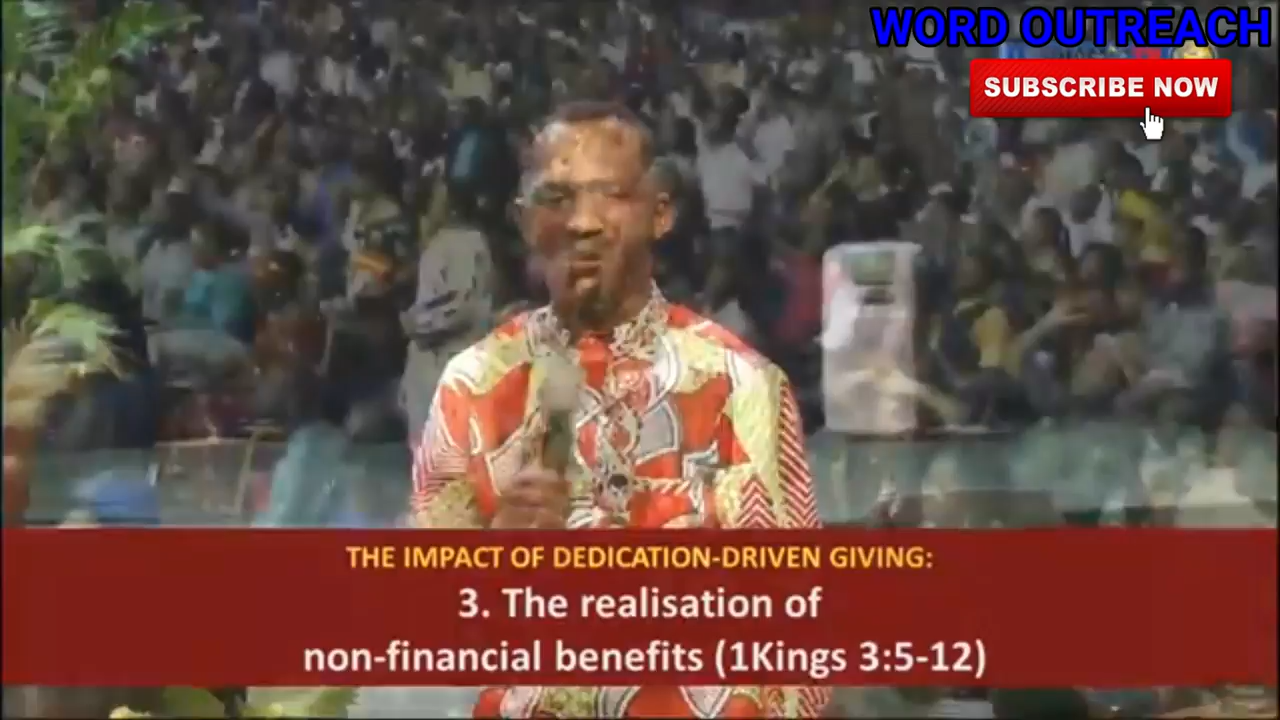 WORD OUTREACH
SUBSCRIBE NOW
THE IMPACT OF DEDICATION-DRIVEN GIVING:
3. The realisation of
non-financial benefits (1Kings 3:5-12)